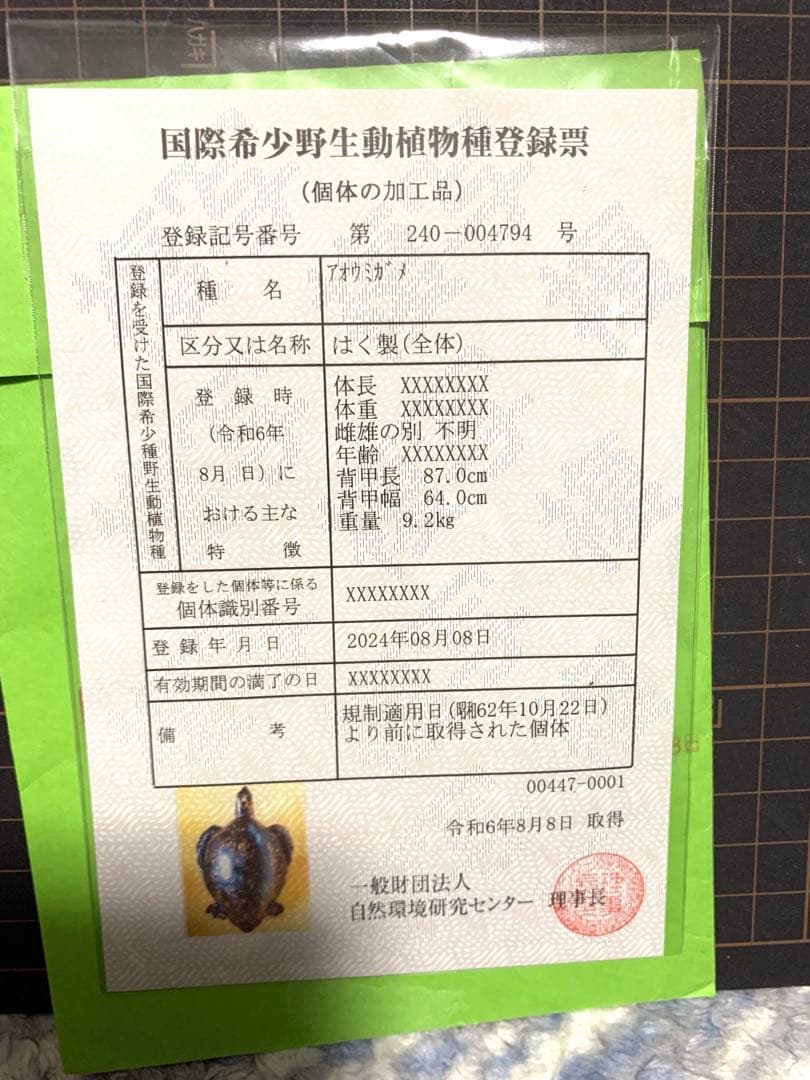 ハガキ
国際希少野生動植物種登録票
(個体の加工品)
登録記号番号 第 240-004794 号
登録を受けた国際希少種野生動植物種
種 名 ｱｵｳﾐｶﾞﾒ
区分又は名称 はく製(全体)
登録時
(令和6年
8月 日)に
おける主な
特 徴
体長 XXXXXXXX
体重 XXXXXXXX
雌雄の別 不明
年齢 XXXXXXXX
背甲長 87.0cm
背甲幅 64.0cm
重量 9.2kg
登録をした個体等に係る
個体識別番号 XXXXXXXX
登録年月日 2024年08月08日
有効期間の満了の日 XXXXXXXX
備 考
規制適用日(昭和62年10月22日)
より前に取得された個体
00447-0001
令和6年8月8日 取得
一般財団法人
自然環境研究センター 理事長